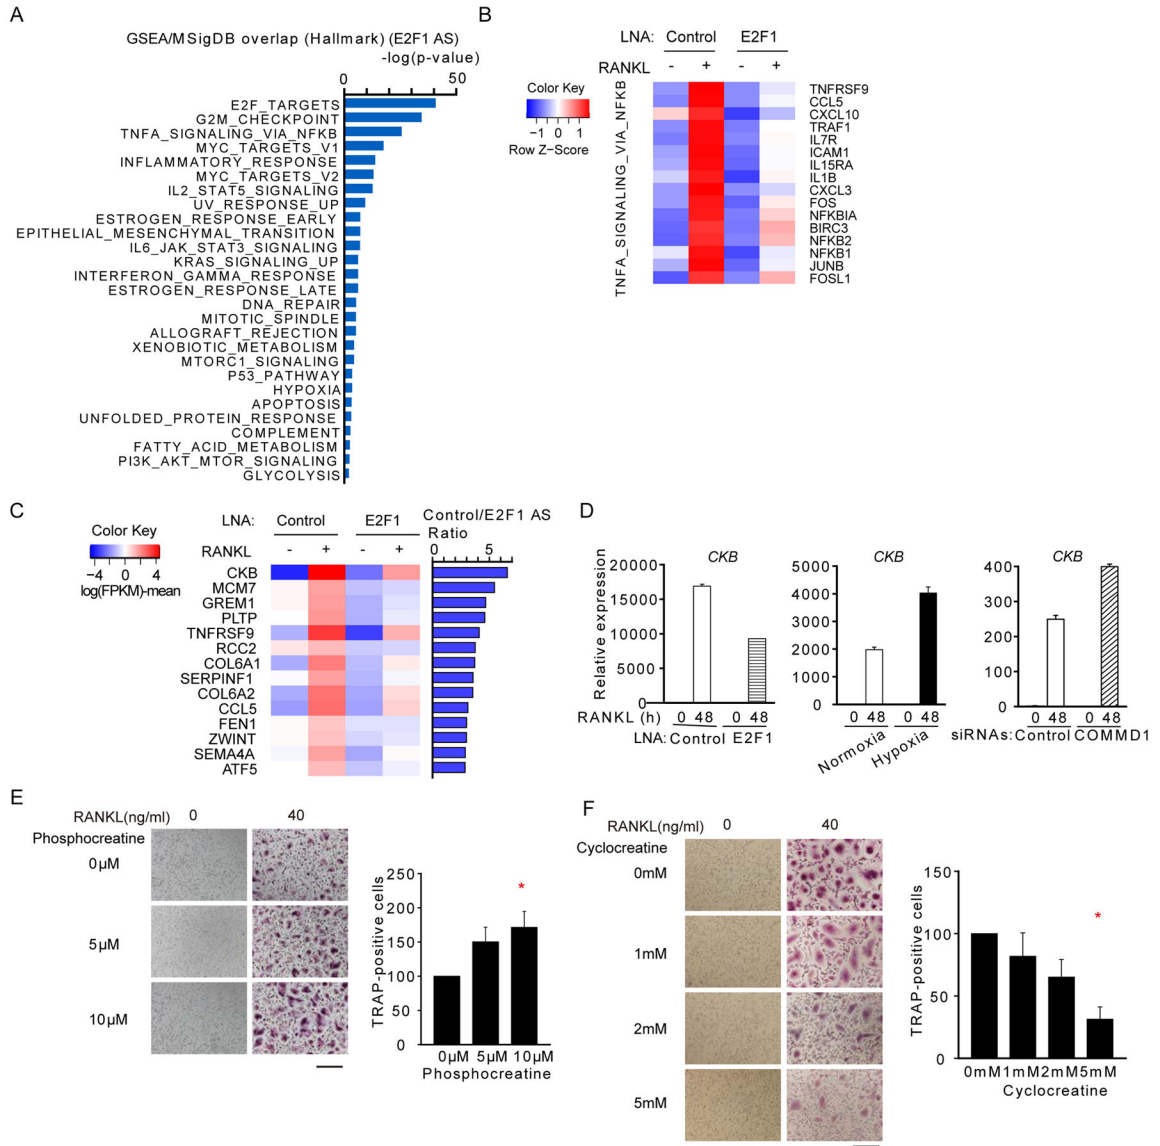 A
GSEA/MSigDB overlap (Hallmark) (E2F1 AS)
-log(p-value)
0 50
E2F_TARGETS
G2M_CHECKPOINT
TNFA_SIGNALING_VIA_NFKB
MYC_TARGETS_V1
INFLAMMATORY_RESPONSE
MYC_TARGETS_V2
IL2_STAT5_SIGNALING
UV_RESPONSE_UP
ESTROGEN_RESPONSE_EARLY
EPITHELIAL_MESENCHYMAL_TRANSITION
IL6_JAK_STAT3_SIGNALING
KRAS_SIGNALING_UP
INTERFERON_GAMMA_RESPONSE
ESTROGEN_RESPONSE_LATE
DNA_REPAIR
MITOTIC_SPINDLE
ALLOGRAFT_REJECTION
XENOBIOTIC_METABOLISM
MTORC1_SIGNALING
P53_PATHWAY
HYPOXIA
APOPTOSIS
UNFOLDED_PROTEIN_RESPONSE
COMPLEMENT
FATTY_ACID_METABOLISM
PI3K_AKT_MTOR_SIGNALING
GLYCOLYSIS
B
LNA: Control E2F1
RANKL - + - +
Color Key
-1 0 1
Row Z-Score
TNFA_SIGNALING_VIA_NFKB
TNFRSF9
CCL5
CXCL10
TRAF1
IL7R
ICAM1
IL15RA
IL1B
CXCL3
FOS
NFKBIA
BIRC3
NFKB2
NFKB1
JUNB
FOSL1
C
LNA: Control E2F1
Control/E2F1 AS
Ratio
RANKL - + - +
0 5
Color Key
-4 0 4
log(FPKM)-mean
CKB
MCM7
GREM1
PLTP
TNFRSF9
RCC2
COL6A1
SERPINF1
COL6A2
CCL5
FEN1
ZWINT
SEMA4A
ATF5
D
CKB
Relative expression
20000
15000
10000
5000
0
RANKL (h) 0 48 0 48
LNA: Control E2F1
CKB
5000
4000
3000
2000
1000
0
0 48 0 48
Normoxia Hypoxia
CKB
400
300
200
100
0
0 48 0 48
siRNAs: Control COMMD1
E
RANKL(ng/ml) 0 40
Phosphocreatine
0µM
5µM
10µM
TRAP-positive cells
250
200
150
100
50
0
*
0µM 5µM 10µM
Phosphocreatine
F
RANKL(ng/ml) 0 40
Cyclocreatine
0mM
1mM
2mM
5mM
TRAP-positive cells
150
100
50
0
*
0mM 1mM 2mM 5mM
Cyclocreatine